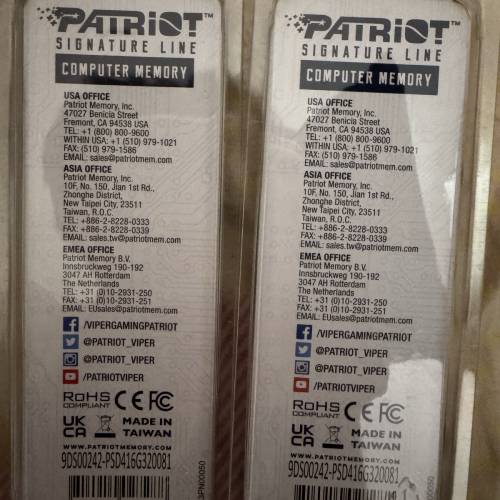 PATRIOT™
SIGNATURE LINE
COMPUTER MEMORY
USA OFFICE
Patriot Memory, Inc.
47027 Benicia Street
Fremont, CA 94538 USA
TEL: +1 (800) 800-9600
WITHIN USA: +1 (510) 979-1021
FAX: (510) 979-1586
EMAIL: sales@patriotmem.com
ASIA OFFICE
Patriot Memory, Inc.
10F, No. 150, Jian 1st Rd.,
Zhonghe District,
New Taipei City, 23511
Taiwan, R.O.C.
TEL: +886-2-8228-0333
FAX: +886-2-8228-0339
EMAIL: sales.tw@patriotmem.com
EMEA OFFICE
Patriot Memory B.V.
Innsbruckweg 190-192
3047 AH Rotterdam
The Netherlands
TEL: +31 (0)10-2931-250
FAX: +31 (0)10-2931-251
EMAIL: EUsales@patriotmem.com
/VIPERGAMINGPATRIOT
@PATRIOT_VIPER
@PATRIOT_VIPER
/PATRIOTVIPER
RoHS
COMPLIANT
CE FC
UK
CA
MADE IN
TAIWAN
WWW.PATRIOTMEMORY.COM
9DS00242-PSD416G320081
PATRIOT™
SIGNATURE LINE
COMPUTER MEMORY
USA OFFICE
Patriot Memory, Inc.
47027 Benicia Street
Fremont, CA 94538 USA
TEL: +1 (800) 800-9600
WITHIN USA: +1 (510) 979-1021
FAX: (510) 979-1586
EMAIL: sales@patriotmem.com
ASIA OFFICE
Patriot Memory, Inc.
10F, No. 150, Jian 1st Rd.,
Zhonghe District,
New Taipei City, 23511
Taiwan, R.O.C.
TEL: +886-2-8228-0333
FAX: +886-2-8228-0339
EMAIL: sales.tw@patriotmem.com
EMEA OFFICE
Patriot Memory B.V.
Innsbruckweg 190-192
3047 AH Rotterdam
The Netherlands
TEL: +31 (0)10-2931-250
FAX: +31 (0)10-2931-251
EMAIL: EUsales@patriotmem.com
/VIPERGAMINGPATRIOT
@PATRIOT_VIPER
@PATRIOT_VIPER
/PATRIOTVIPER
RoHS
COMPLIANT
CE FC
UK
CA
MADE IN
TAIWAN
WWW.PATRIOTMEMORY.COM
9DS00242-PSD416G320081